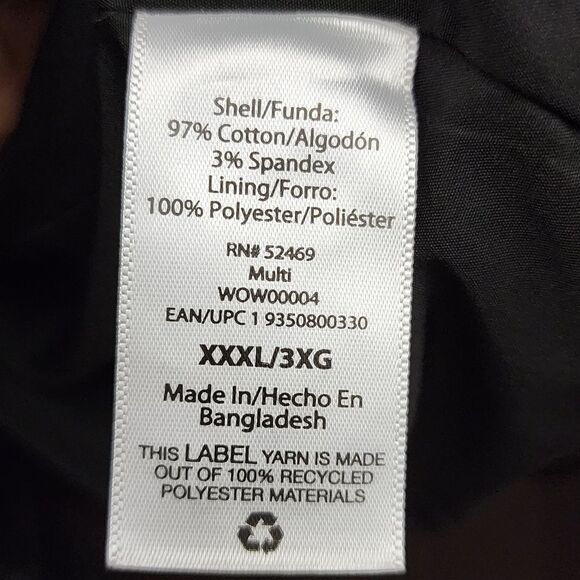 Shell/Funda:
97% Cotton/Algodón
3% Spandex
Lining/Forro:
100% Polyester/Poliéster
RN# 52469
Multi
WOW00004
EAN/UPC 1 9350800330
XXXL/3XG
Made In/Hecho En
Bangladesh
THIS LABEL YARN IS MADE
OUT OF 100% RECYCLED
POLYESTER MATERIALS